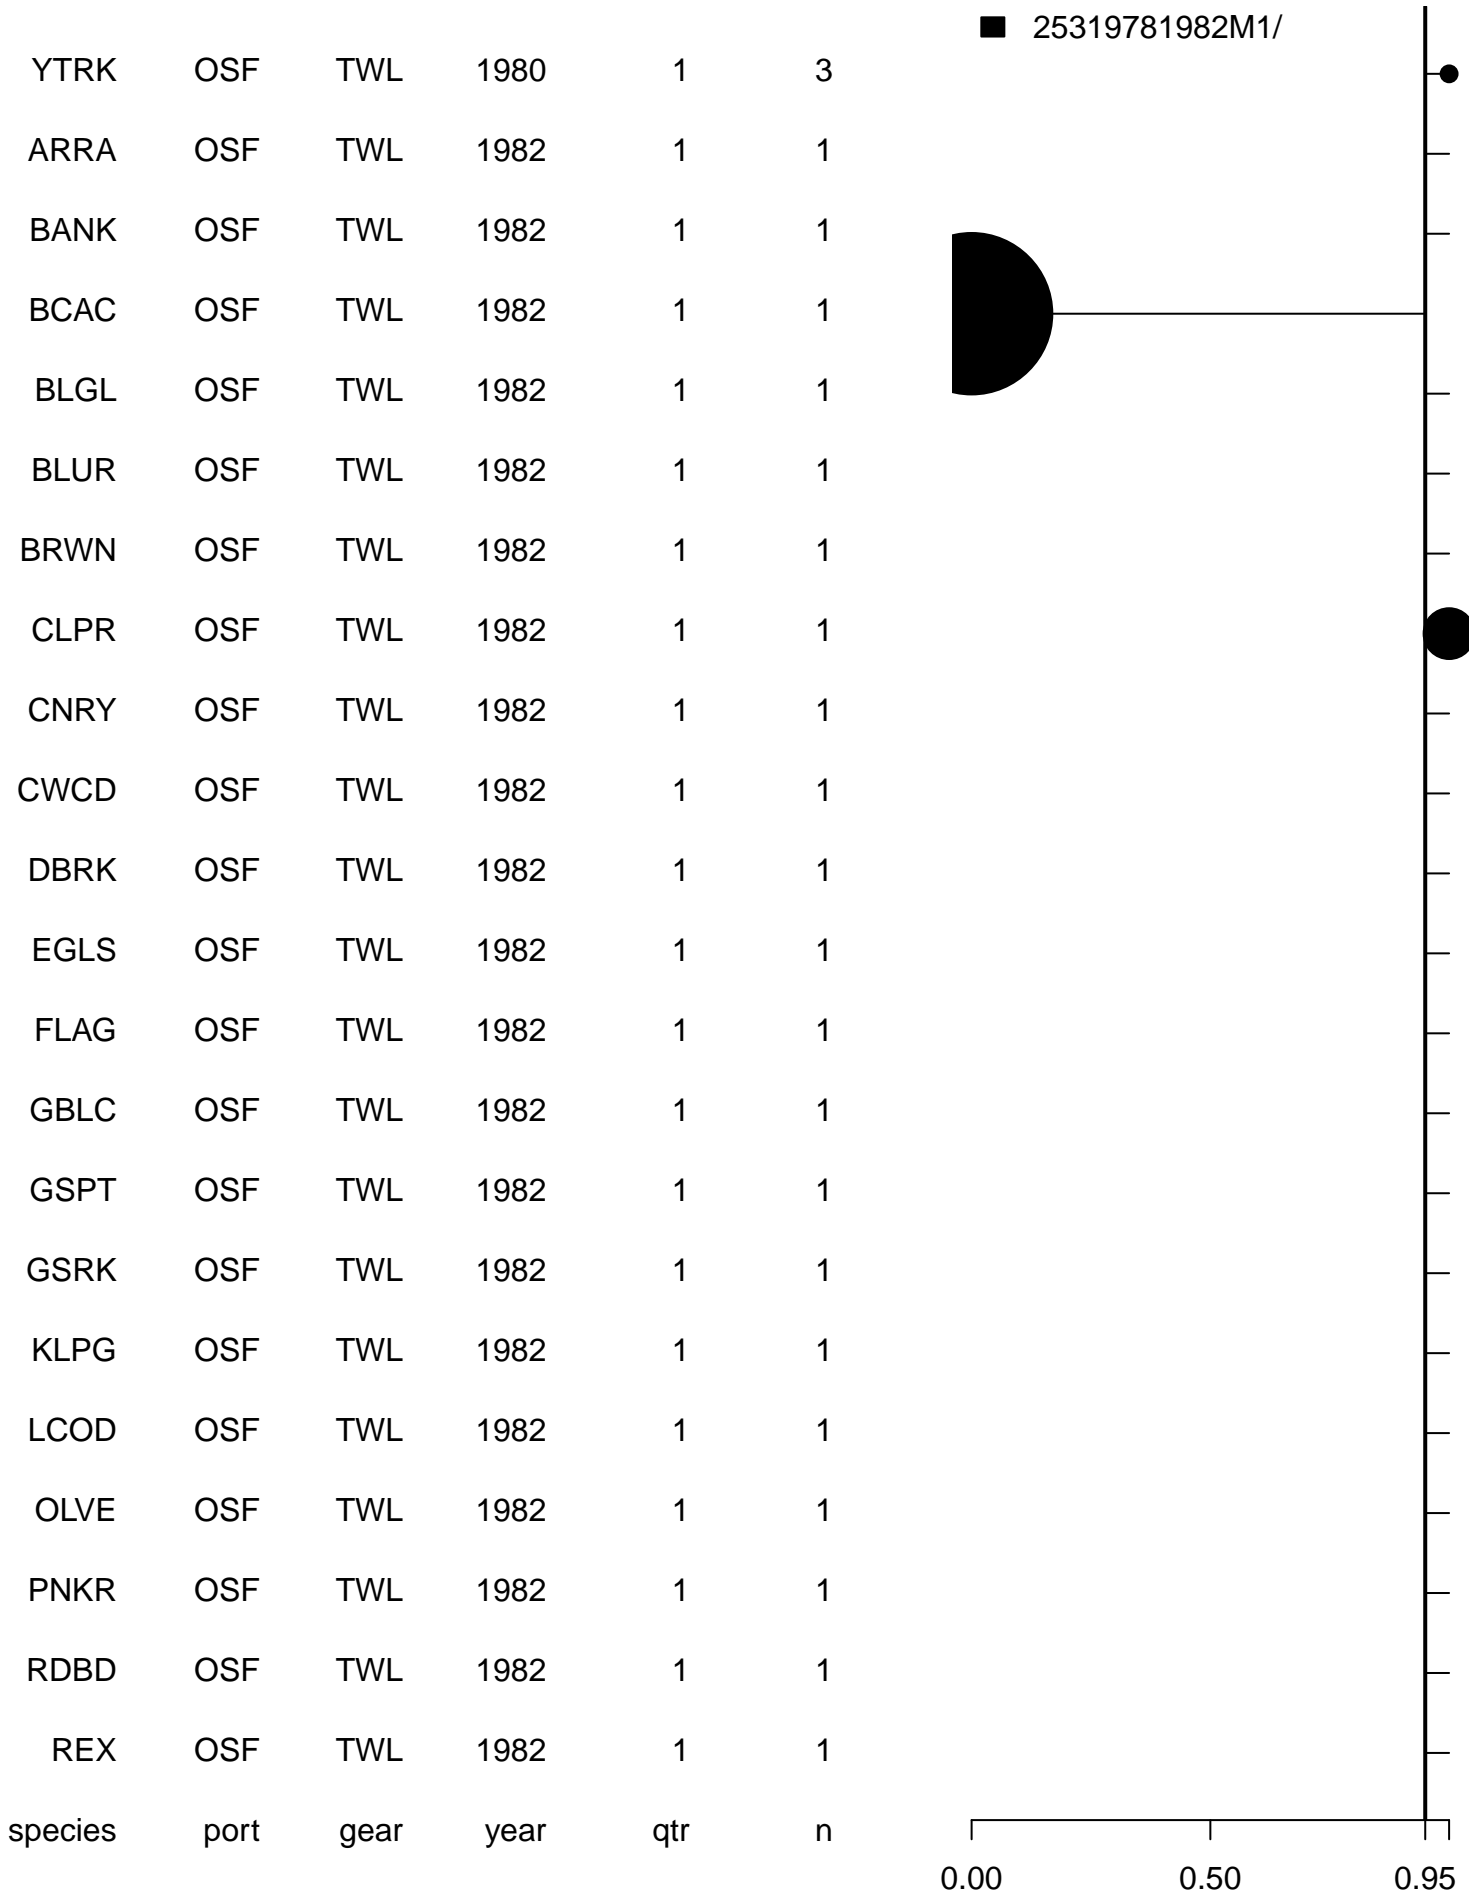 25319781982M1/
YTRK OSF TWL 1980 1 3
ARRA OSF TWL 1982 1 1
BANK OSF TWL 1982 1 1
BCAC OSF TWL 1982 1 1
BLGL OSF TWL 1982 1 1
BLUR OSF TWL 1982 1 1
BRWN OSF TWL 1982 1 1
CLPR OSF TWL 1982 1 1
CNRY OSF TWL 1982 1 1
CWCD OSF TWL 1982 1 1
DBRK OSF TWL 1982 1 1
EGLS OSF TWL 1982 1 1
FLAG OSF TWL 1982 1 1
GBLC OSF TWL 1982 1 1
GSPT OSF TWL 1982 1 1
GSRK OSF TWL 1982 1 1
KLPG OSF TWL 1982 1 1
LCOD OSF TWL 1982 1 1
OLVE OSF TWL 1982 1 1
PNKR OSF TWL 1982 1 1
RDBD OSF TWL 1982 1 1
REX OSF TWL 1982 1 1
species port gear year qtr n
0.00 0.50 0.95